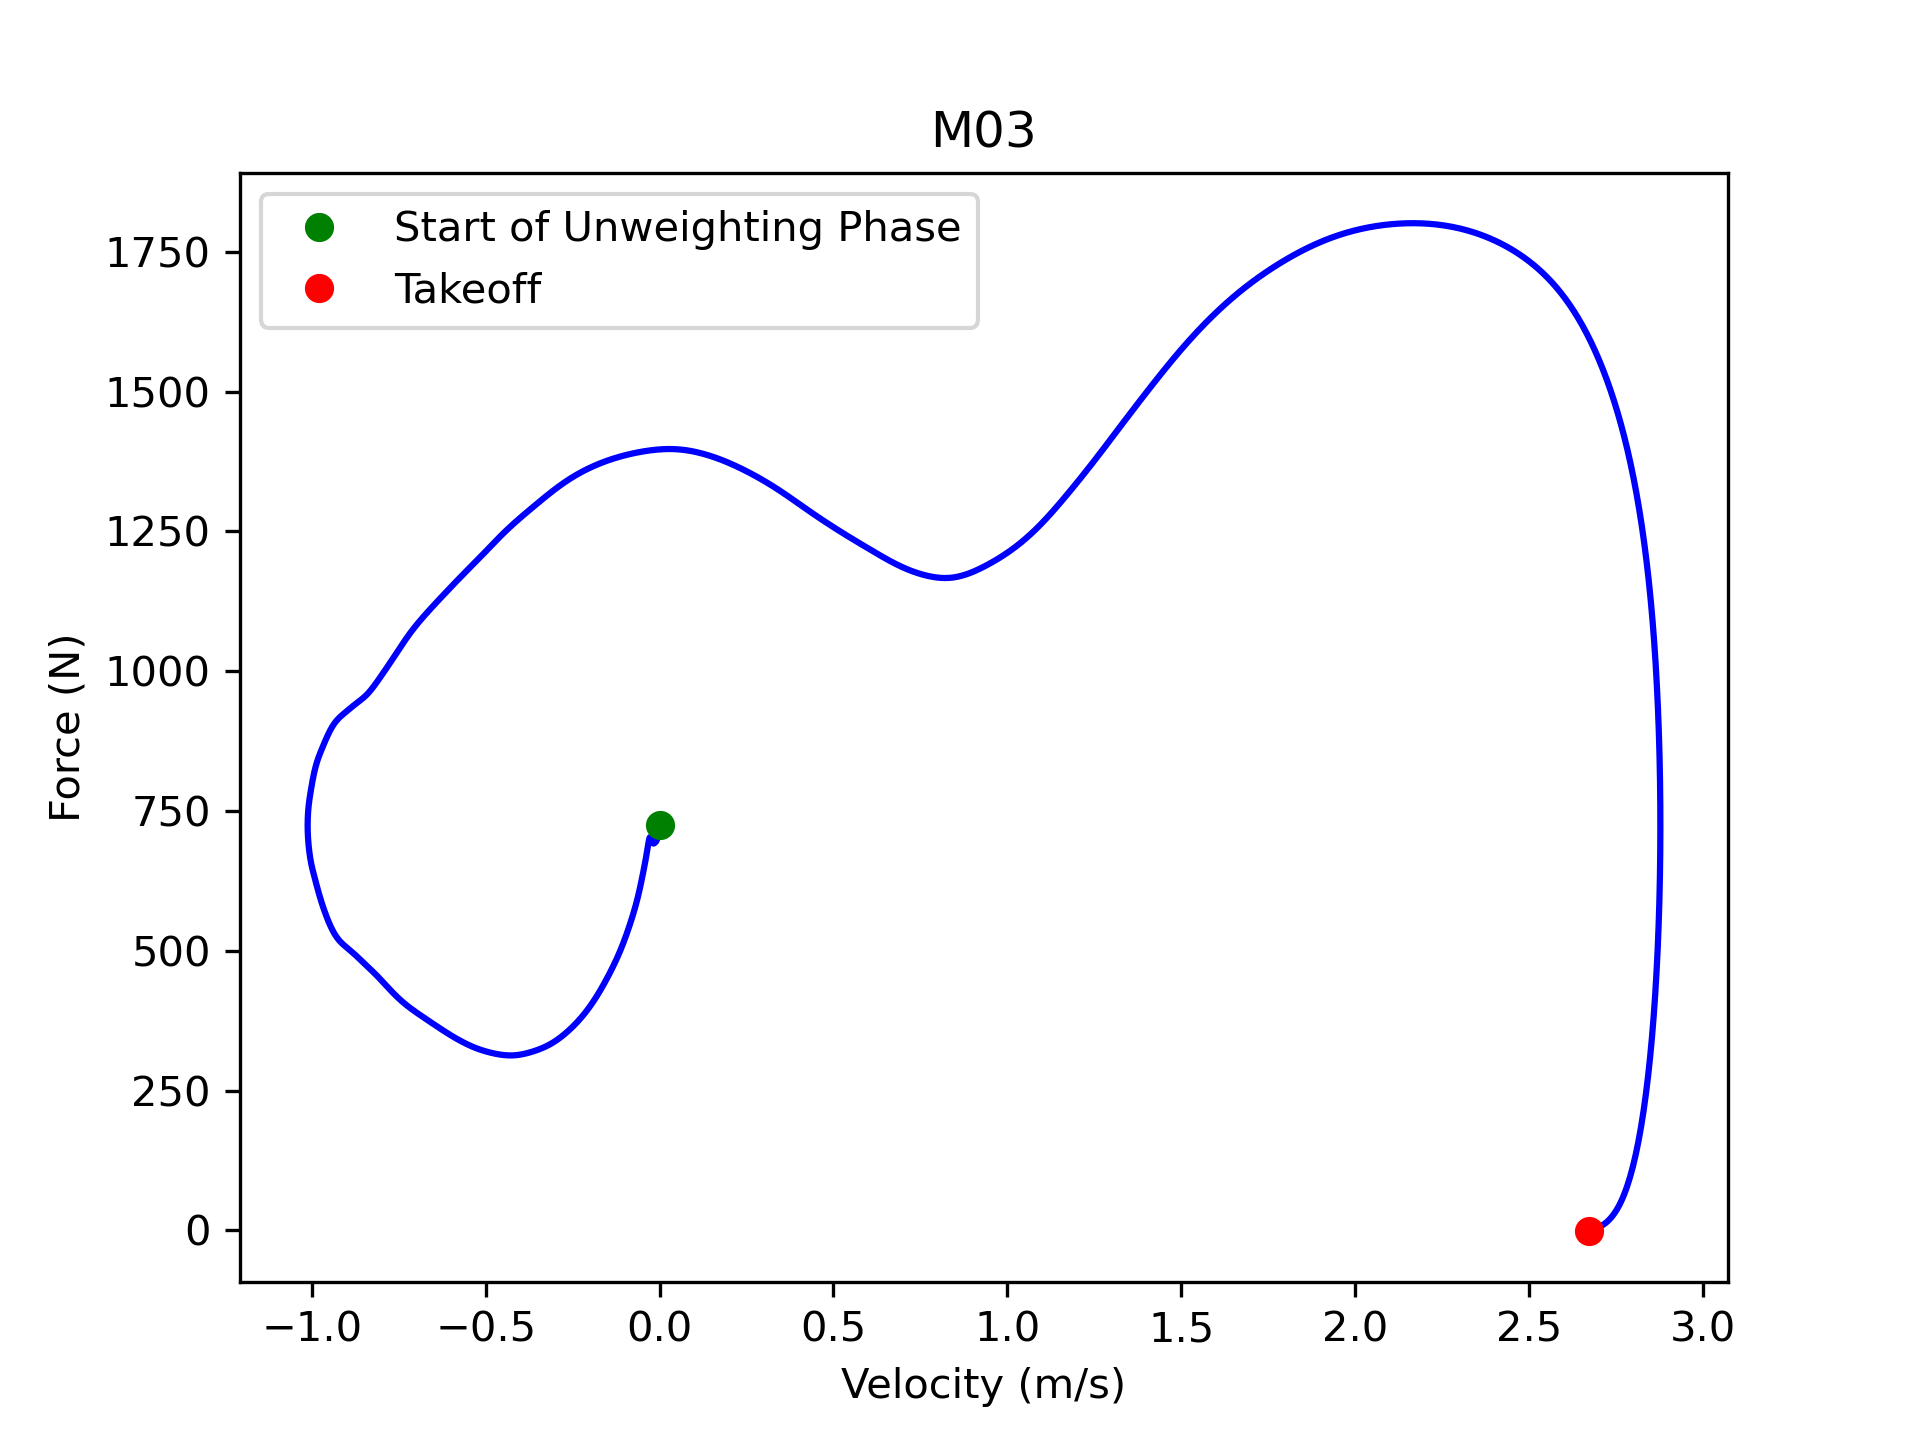 M03
Start of Unweighting Phase
Takeoff
Force (N)
1750
1500
1250
1000
750
500
250
0
−1.0 −0.5 0.0 0.5 1.0 1.5 2.0 2.5 3.0
Velocity (m/s)